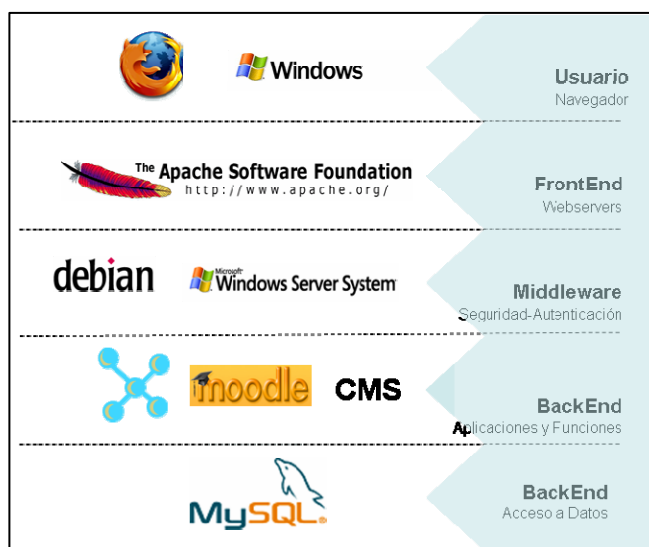 Windows
Usuario
Navegador
The Apache Software Foundation
http://www.apache.org/
FrontEnd
Webservers
debian
Microsoft
Windows Server System
Middleware
Seguridad-Autenticación
moodle
CMS
BackEnd
Aplicaciones y Funciones
MySQL®
BackEnd
Acceso a Datos